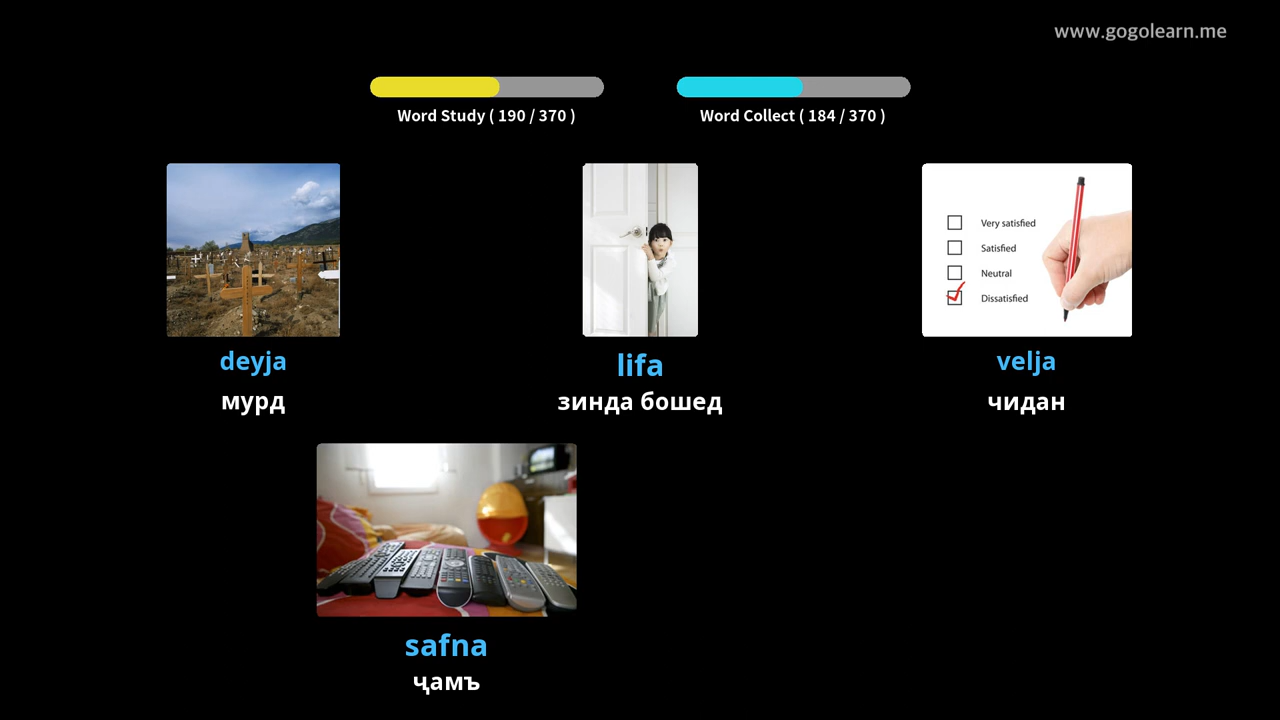 www.gogolearn.me
Word Study ( 190 / 370 )
Word Collect ( 184 / 370 )
Very satisfied
Satisfied
Neutral
Dissatisfied
deyja
lifa
velja
мурд
зинда бошед
чидан
safna
ҷамъ